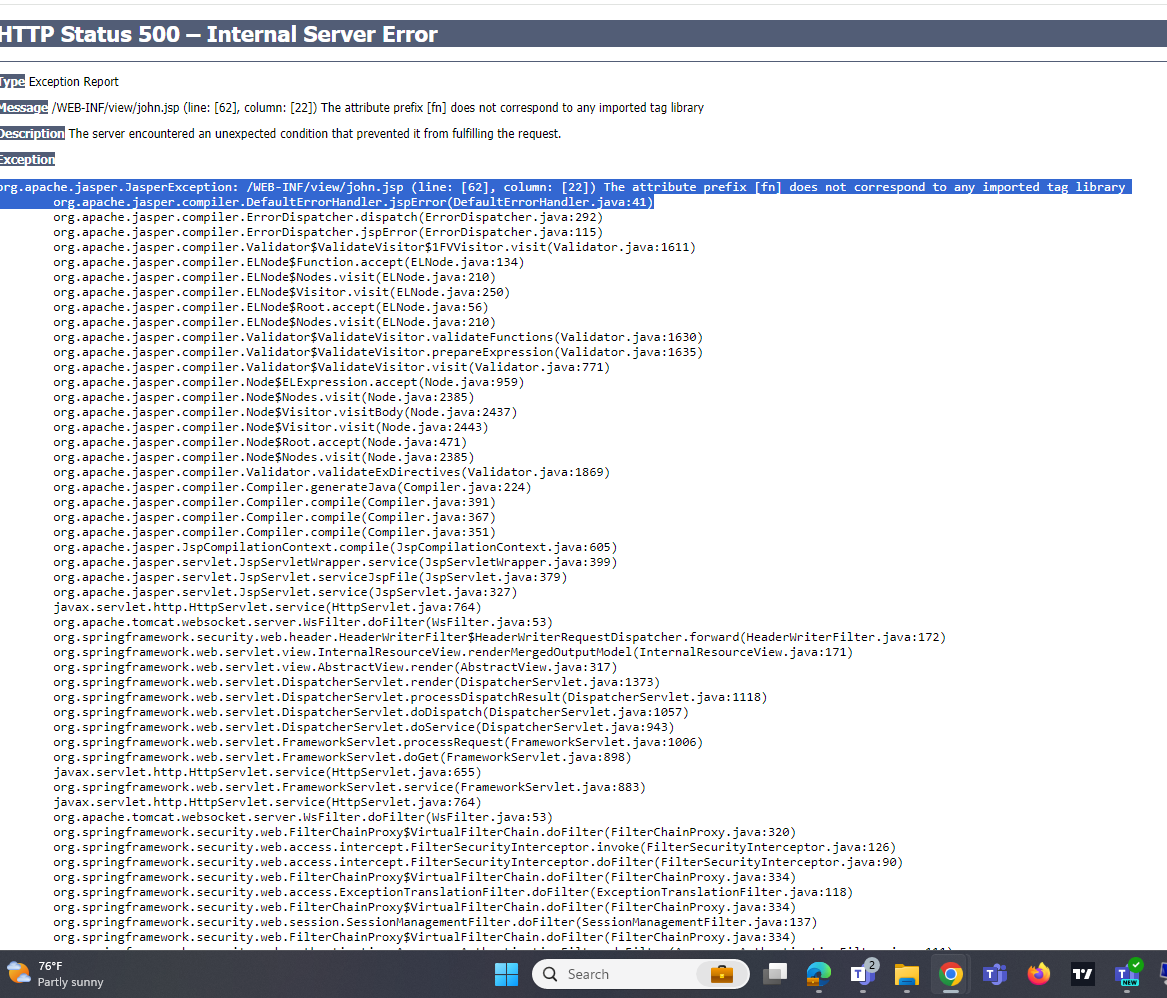 HTTP Status 500 – Internal Server Error
Type Exception Report
Message /WEB-INF/view/john.jsp (line: [62], column: [22]) The attribute prefix [fn] does not correspond to any imported tag library
Description The server encountered an unexpected condition that prevented it from fulfilling the request.
Exception
org.apache.jasper.JasperException: /WEB-INF/view/john.jsp (line: [62], column: [22]) The attribute prefix [fn] does not correspond to any imported tag library
org.apache.jasper.compiler.DefaultErrorHandler.jspError(DefaultErrorHandler.java:41)
org.apache.jasper.compiler.ErrorDispatcher.dispatch(ErrorDispatcher.java:292)
org.apache.jasper.compiler.ErrorDispatcher.jspError(ErrorDispatcher.java:115)
org.apache.jasper.compiler.Validator$ValidateVisitor$1FVVisitor.visit(Validator.java:1611)
org.apache.jasper.compiler.ELNode$Function.accept(ELNode.java:134)
org.apache.jasper.compiler.ELNode$Nodes.visit(ELNode.java:210)
org.apache.jasper.compiler.ELNode$Visitor.visit(ELNode.java:250)
org.apache.jasper.compiler.ELNode$Root.accept(ELNode.java:56)
org.apache.jasper.compiler.ELNode$Nodes.visit(ELNode.java:210)
org.apache.jasper.compiler.Validator$ValidateVisitor.validateFunctions(Validator.java:1630)
org.apache.jasper.compiler.Validator$ValidateVisitor.prepareExpression(Validator.java:1635)
org.apache.jasper.compiler.Validator$ValidateVisitor.visit(Validator.java:771)
org.apache.jasper.compiler.Node$ELExpression.accept(Node.java:959)
org.apache.jasper.compiler.Node$Nodes.visit(Node.java:2385)
org.apache.jasper.compiler.Node$Visitor.visitBody(Node.java:2437)
org.apache.jasper.compiler.Node$Visitor.visit(Node.java:2443)
org.apache.jasper.compiler.Node$Root.accept(Node.java:471)
org.apache.jasper.compiler.Node$Nodes.visit(Node.java:2385)
org.apache.jasper.compiler.Validator.validateExDirectives(Validator.java:1869)
org.apache.jasper.compiler.Compiler.generateJava(Compiler.java:224)
org.apache.jasper.compiler.Compiler.compile(Compiler.java:391)
org.apache.jasper.compiler.Compiler.compile(Compiler.java:367)
org.apache.jasper.compiler.Compiler.compile(Compiler.java:351)
org.apache.jasper.JspCompilationContext.compile(JspCompilationContext.java:605)
org.apache.jasper.servlet.JspServletWrapper.service(JspServletWrapper.java:399)
org.apache.jasper.servlet.JspServlet.serviceJspFile(JspServlet.java:379)
org.apache.jasper.servlet.JspServlet.service(JspServlet.java:327)
javax.servlet.http.HttpServlet.service(HttpServlet.java:764)
org.apache.tomcat.websocket.server.WsFilter.doFilter(WsFilter.java:53)
org.springframework.security.web.header.HeaderWriterFilter$HeaderWriterRequestDispatcher.forward(HeaderWriterFilter.java:172)
org.springframework.web.servlet.view.InternalResourceView.renderMergedOutputModel(InternalResourceView.java:171)
org.springframework.web.servlet.view.AbstractView.render(AbstractView.java:317)
org.springframework.web.servlet.DispatcherServlet.render(DispatcherServlet.java:1373)
org.springframework.web.servlet.DispatcherServlet.processDispatchResult(DispatcherServlet.java:1118)
org.springframework.web.servlet.DispatcherServlet.doDispatch(DispatcherServlet.java:1057)
org.springframework.web.servlet.DispatcherServlet.doService(DispatcherServlet.java:943)
org.springframework.web.servlet.FrameworkServlet.processRequest(FrameworkServlet.java:1006)
org.springframework.web.servlet.FrameworkServlet.doGet(FrameworkServlet.java:898)
javax.servlet.http.HttpServlet.service(HttpServlet.java:655)
org.springframework.web.servlet.FrameworkServlet.service(FrameworkServlet.java:883)
javax.servlet.http.HttpServlet.service(HttpServlet.java:764)
org.apache.tomcat.websocket.server.WsFilter.doFilter(WsFilter.java:53)
org.springframework.security.web.FilterChainProxy$VirtualFilterChain.doFilter(FilterChainProxy.java:320)
org.springframework.security.web.access.intercept.FilterSecurityInterceptor.invoke(FilterSecurityInterceptor.java:126)
org.springframework.security.web.access.intercept.FilterSecurityInterceptor.doFilter(FilterSecurityInterceptor.java:90)
org.springframework.security.web.FilterChainProxy$VirtualFilterChain.doFilter(FilterChainProxy.java:334)
org.springframework.security.web.access.ExceptionTranslationFilter.doFilter(ExceptionTranslationFilter.java:118)
org.springframework.security.web.FilterChainProxy$VirtualFilterChain.doFilter(FilterChainProxy.java:334)
org.springframework.security.web.session.SessionManagementFilter.doFilter(SessionManagementFilter.java:137)
org.springframework.security.web.FilterChainProxy$VirtualFilterChain.doFilter(FilterChainProxy.java:334)
76°F
Partly sunny
Search
2
NEW